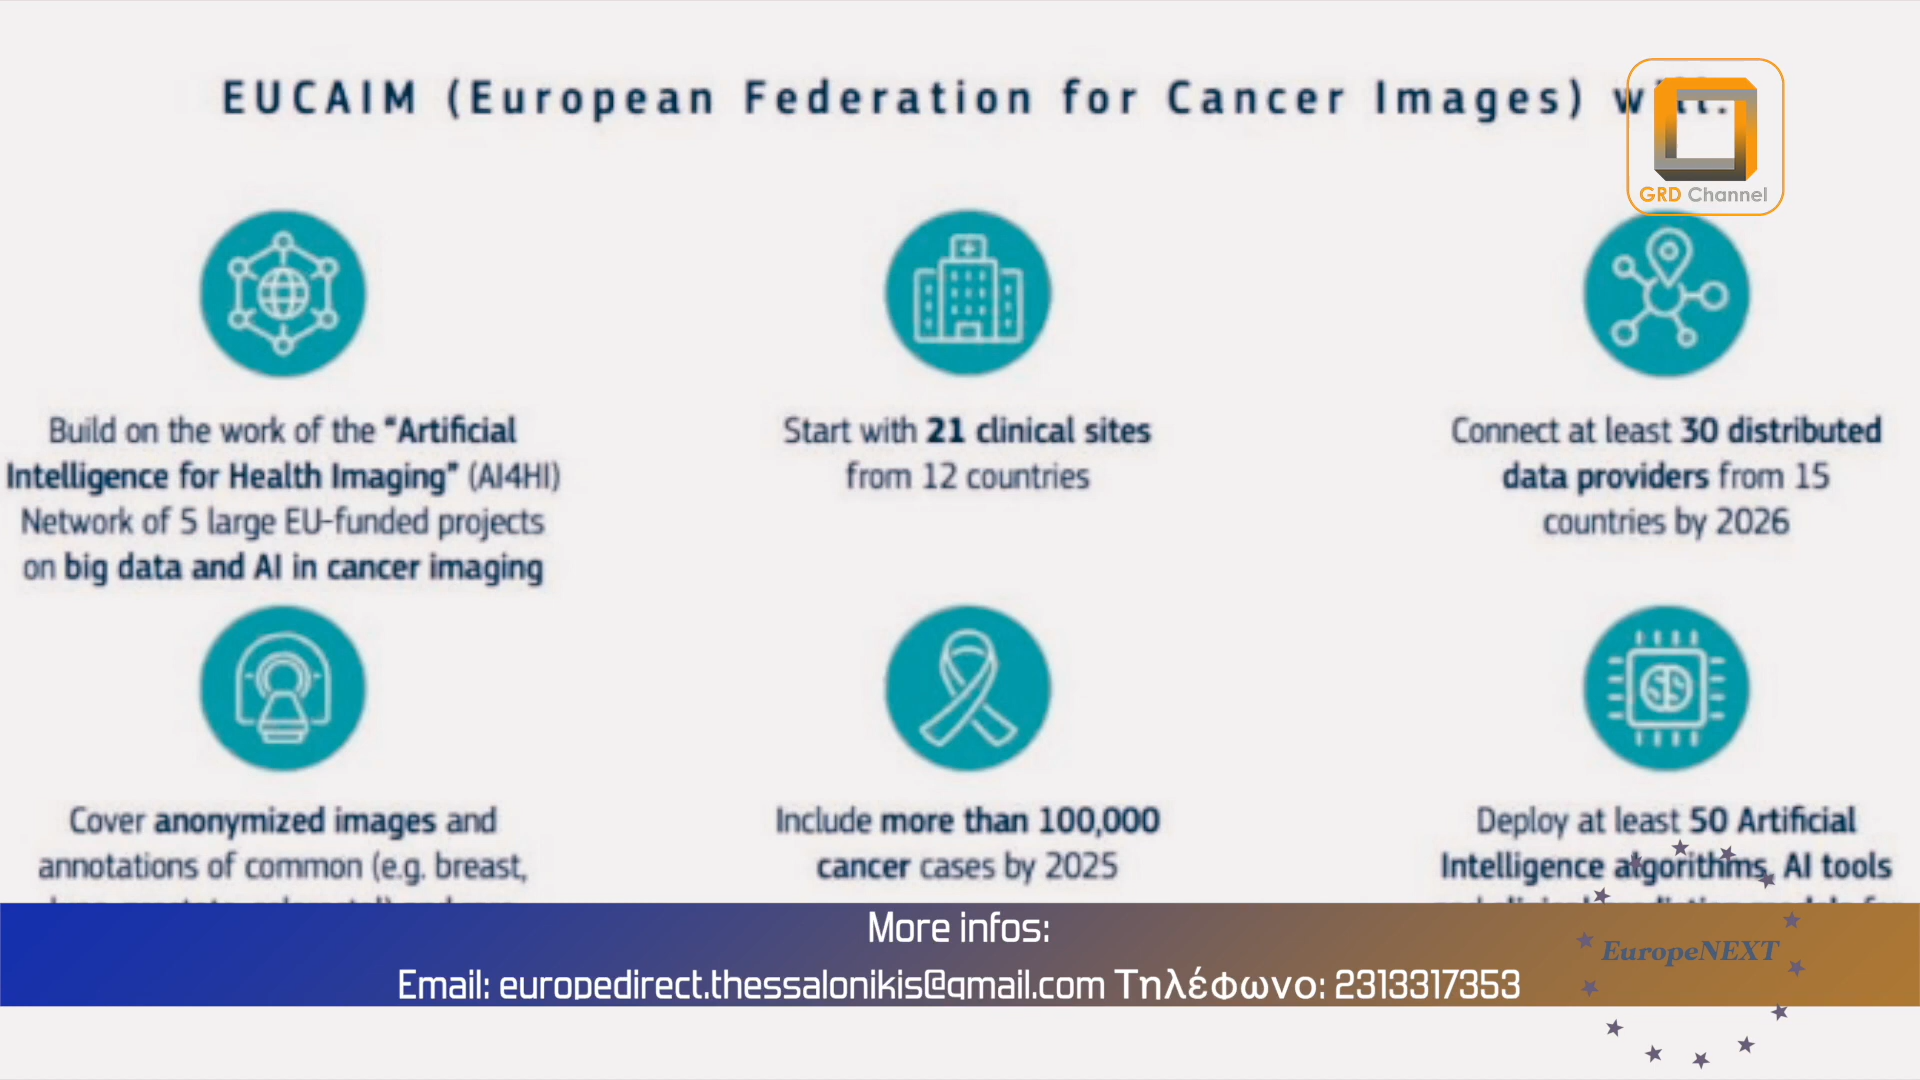 EUCAIM (European Federation for Cancer Images) will:
GRD Channel
Build on the work of the “Artificial
Intelligence for Health Imaging” (AI4HI)
Network of 5 large EU-funded projects
on big data and AI in cancer imaging
Start with 21 clinical sites
from 12 countries
Connect at least 30 distributed
data providers from 15
countries by 2026
Cover anonymized images and
annotations of common (e.g. breast,
Include more than 100,000
cancer cases by 2025
Deploy at least 50 Artificial
Intelligence algorithms, AI tools
More infos:
Email: europedirect.thessalonikis@gmail.com Τηλέφωνο: 2313317353
EuropeNEXT